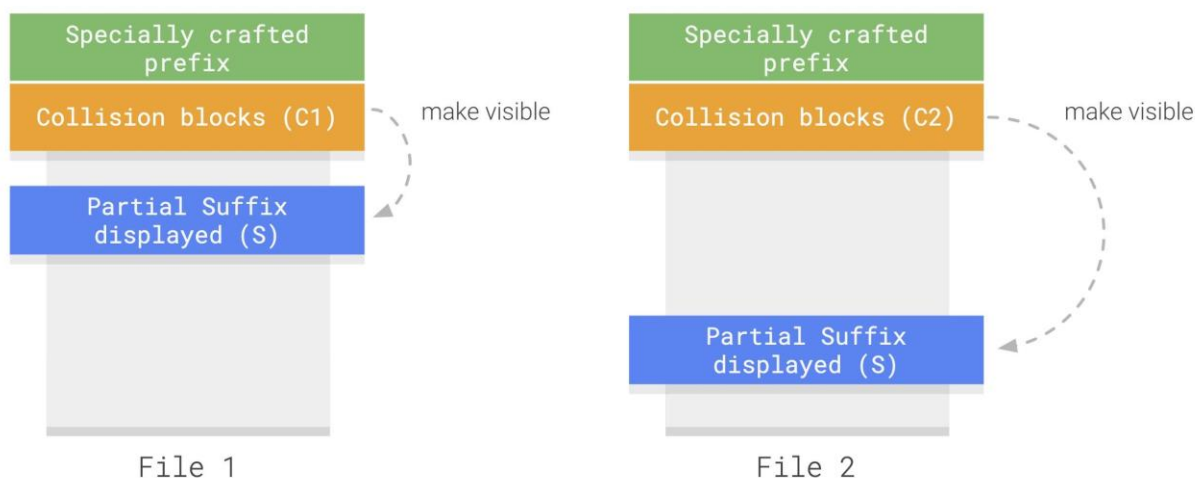 Specially crafted
prefix
Collision blocks (C1)
make visible
Partial Suffix
displayed (S)
File 1
Specially crafted
prefix
Collision blocks (C2)
make visible
Partial Suffix
displayed (S)
File 2